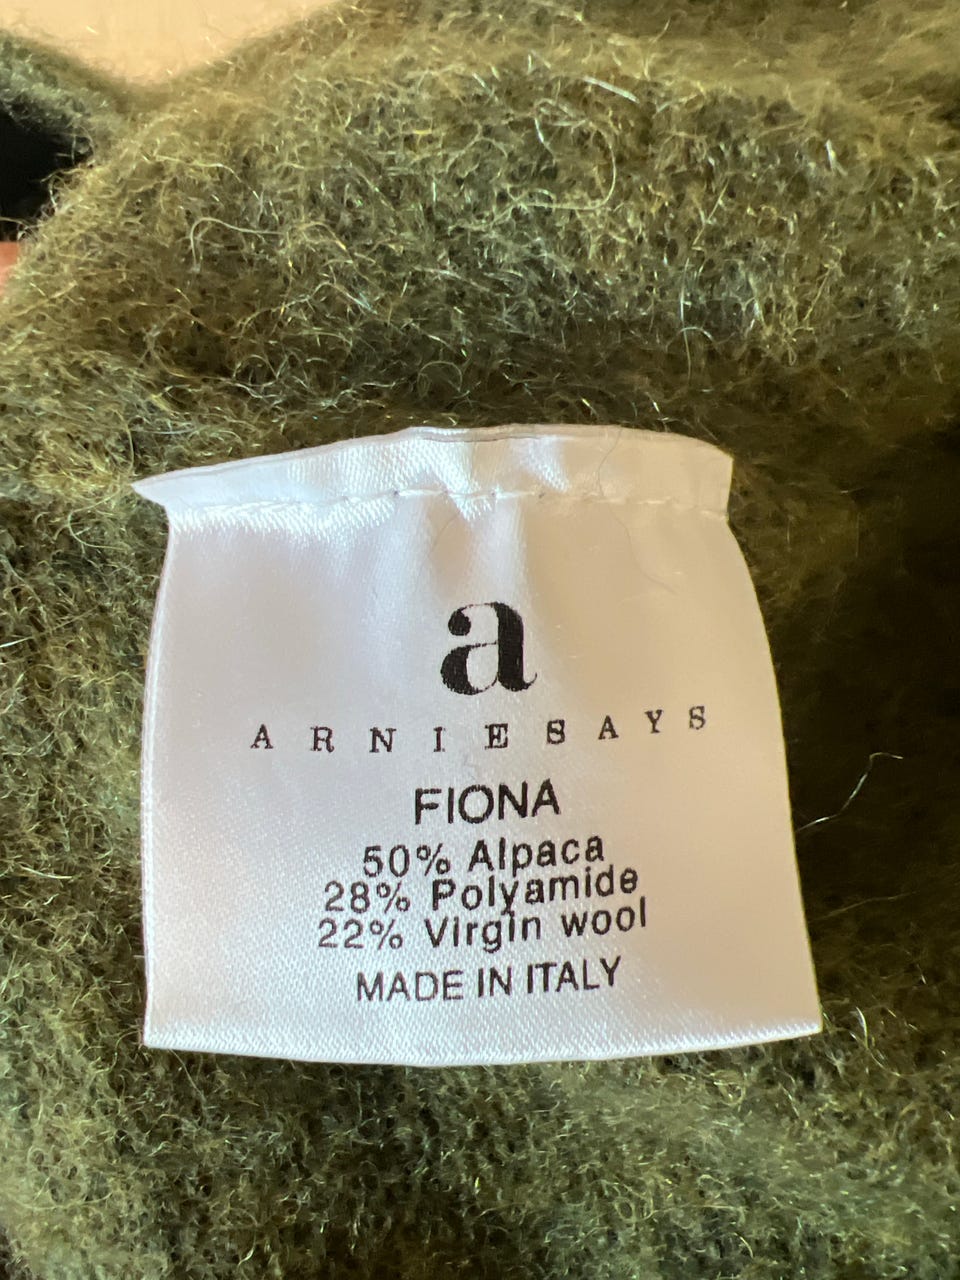 a
ARNIESAYS
FIONA
50% Alpaca
28% Polyamide
22% Virgin wool
MADE IN ITALY